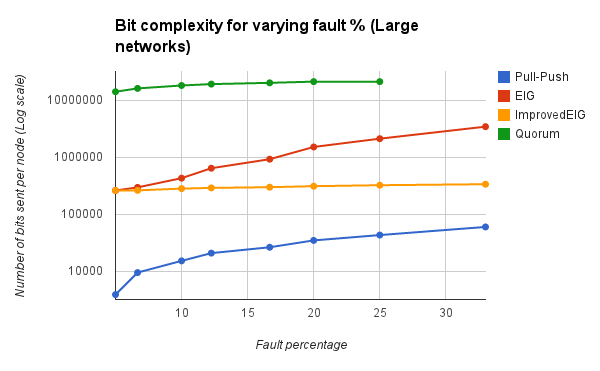 Bit complexity for varying fault % (Large
networks)
Number of bits sent per node (Log scale)
10000000
1000000
100000
10000
10
15
20
25
30
Fault percentage
Pull-Push
EIG
ImprovedEIG
Quorum